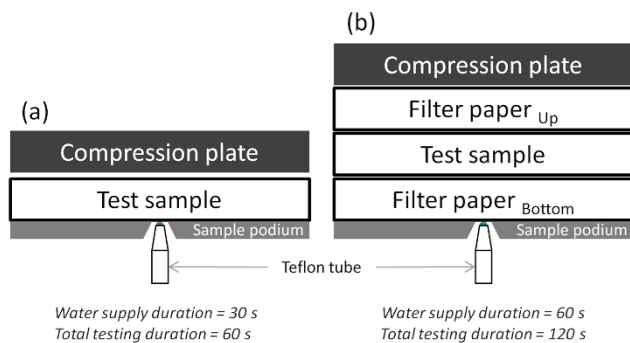 (a)
Compression plate
Test sample
Sample podium
(b)
Compression plate
Filter paper Up
Test sample
Filter paper Bottom
Sample podium
Teflon tube
Water supply duration = 30 s
Total testing duration = 60 s
Water supply duration = 60 s
Total testing duration = 120 s